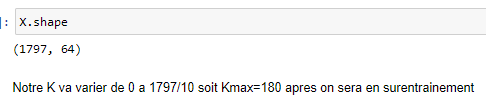 ]: X.shape
(1797, 64)
Notre K va varier de 0 a 1797/10 soit Kmax=180 apres on sera en surentrainement